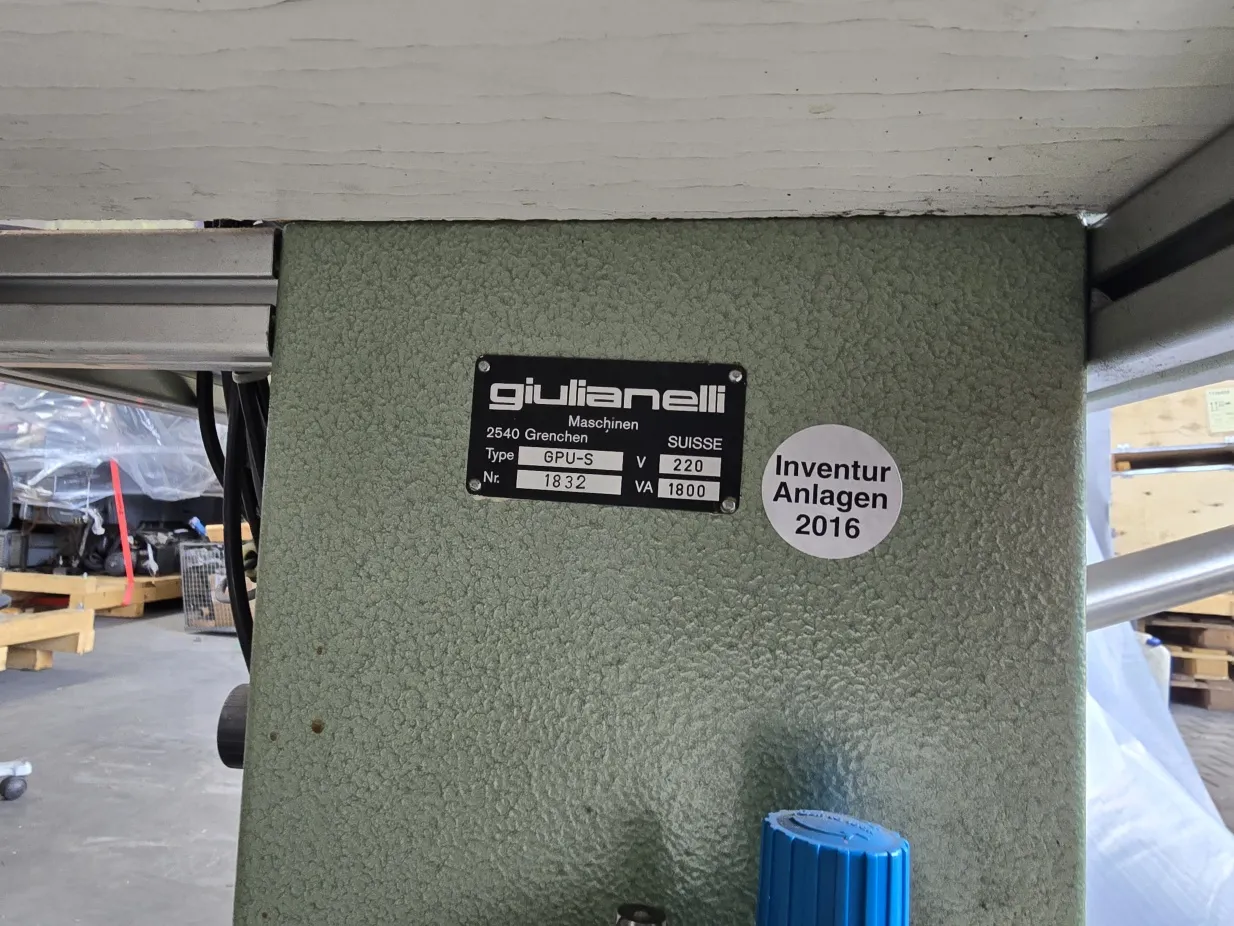 giulianelli
Maschinen
2540 Grenchen SUISSE
Type GPU-S V 220
Nr. 1832 VA 1800
Inventur
Anlagen
2016